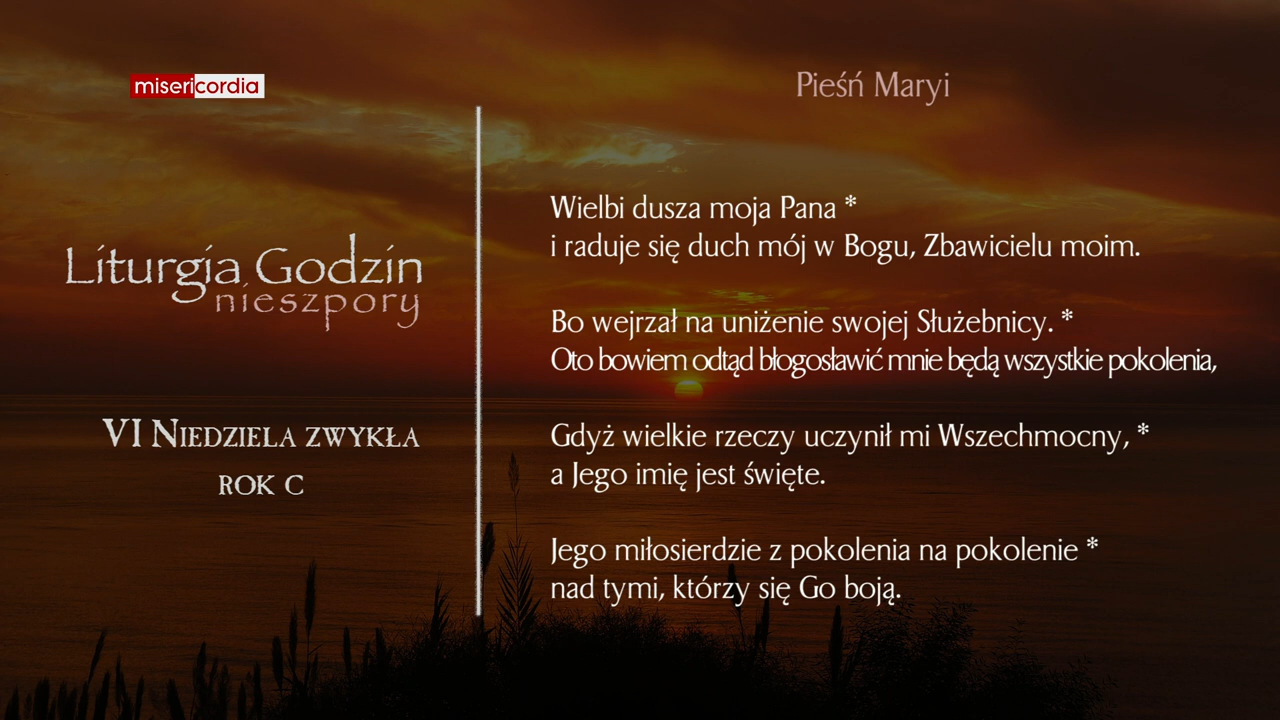 misericordia
Liturgia Godzin
nieszpory
VI Niedziela zwykła
rok C
Pieśń Maryi
Wielbi dusza moja Pana *
i raduje się duch mój w Bogu, Zbawicielu moim.
Bo wejrzał na uniżenie swojej Służebnicy. *
Oto bowiem odtąd błogosławić mnie będą wszystkie pokolenia,
Gdyż wielkie rzeczy uczynił mi Wszechmocny, *
a Jego imię jest święte.
Jego miłosierdzie z pokolenia na pokolenie *
nad tymi, którzy się Go boją.